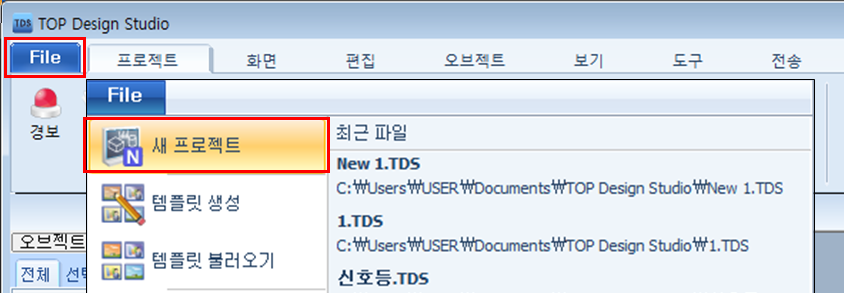 TDS TOP Design Studio
File 프로젝트 화면 편집 오브젝트 보기 도구 전송
경보
File
새 프로젝트
템플릿 생성
템플릿 불러오기
최근 파일
New 1.TDS
C:₩Users₩USER₩Documents₩TOP Design Studio₩New 1.TDS
1.TDS
C:₩Users₩USER₩Documents₩TOP Design Studio₩1.TDS
신호등.TDS
오브젝트
전체